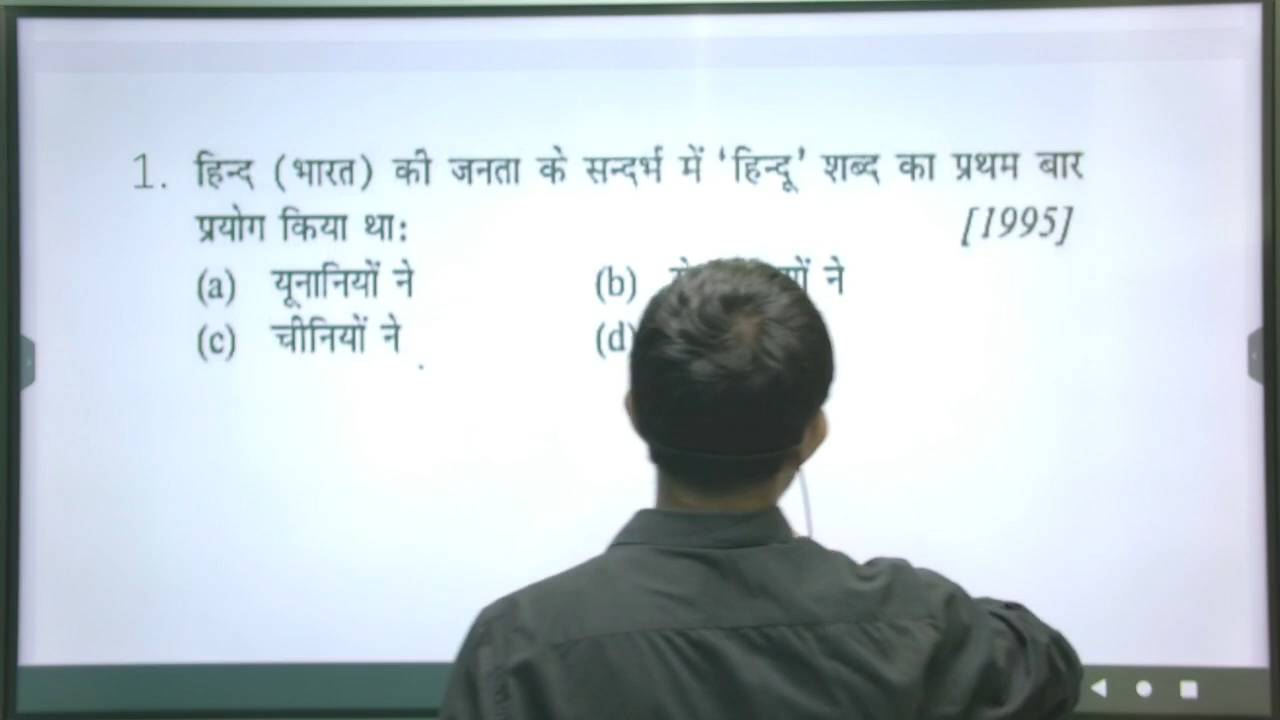 1. हिन्द (भारत) की जनता के सन्दर्भ में 'हिन्दू' शब्द का प्रथम बार
प्रयोग किया था: [1995]
(a) यूनानियों ने (b) ने
(c) चीनियों ने (d)